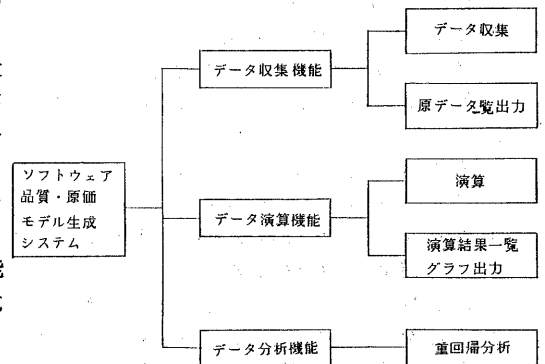 ソフトウェア
品質・原価
モデル生成
システム
データ収集機能
データ収集
原データ一覧出力
データ演算機能
演算
演算結果一覧
グラフ出力
データ分析機能
重回帰分析